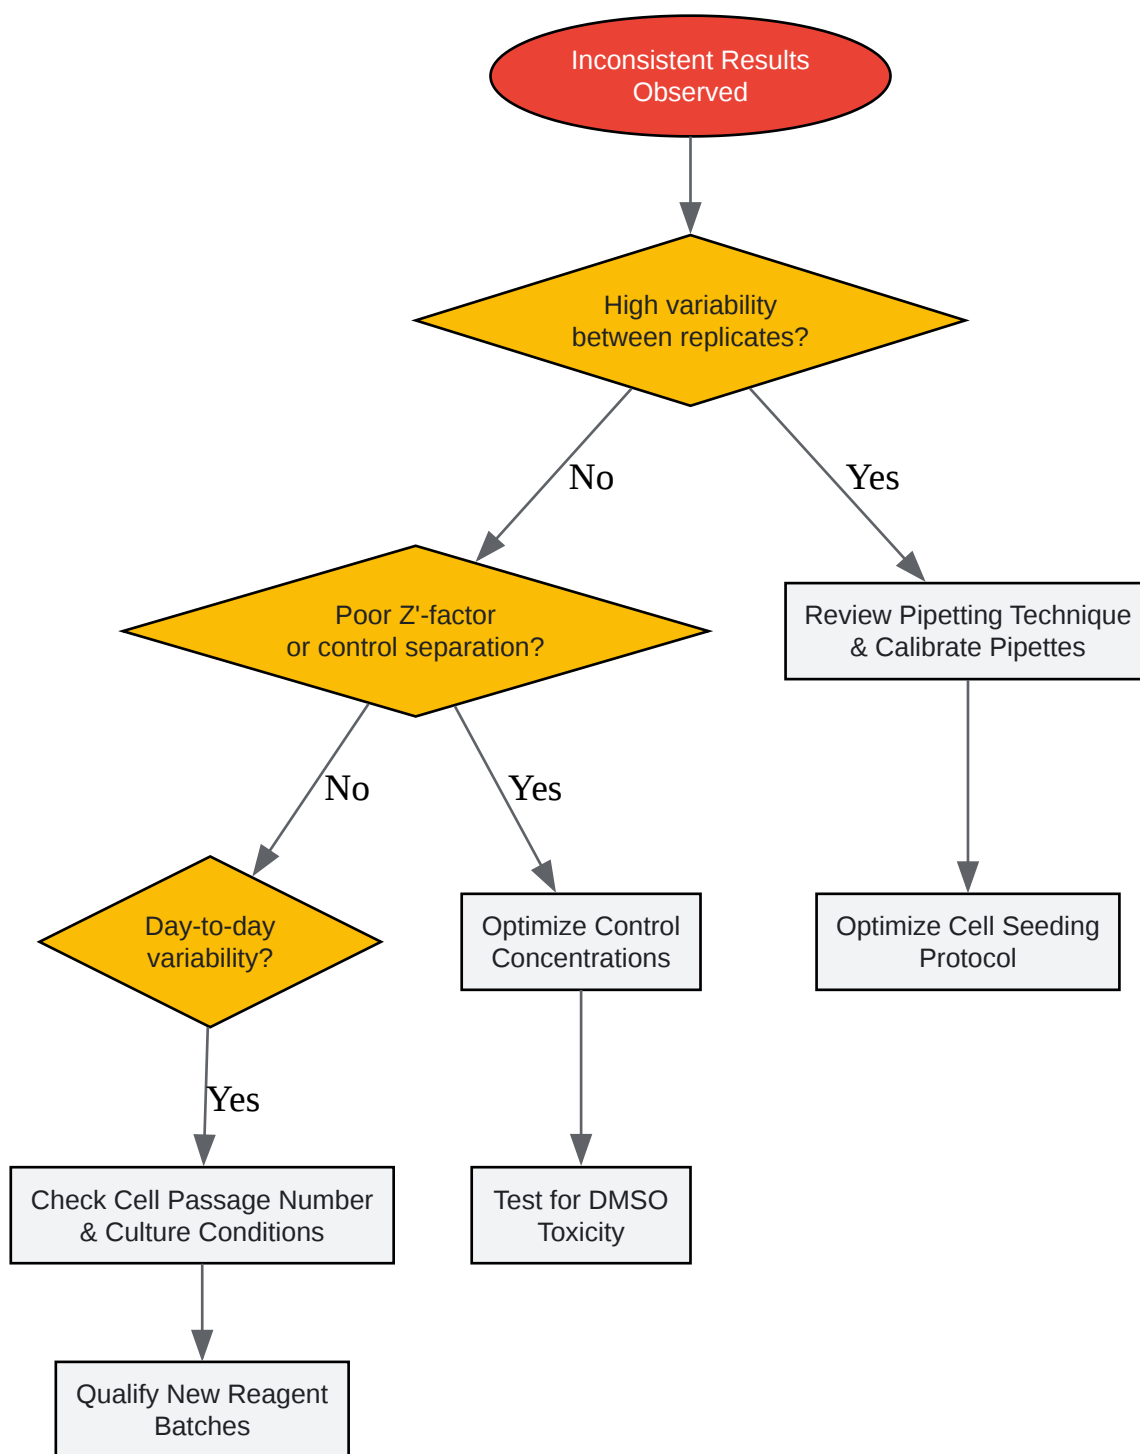 Inconsistent Results
Observed
High variability
between replicates?
No
Yes
Poor Z'-factor
or control separation?
Review Pipetting Technique
& Calibrate Pipettes
No
Yes
Day-to-day
variability?
Optimize Control
Concentrations
Optimize Cell Seeding
Protocol
Yes
Check Cell Passage Number
& Culture Conditions
Test for DMSO
Toxicity
Qualify New Reagent
Batches